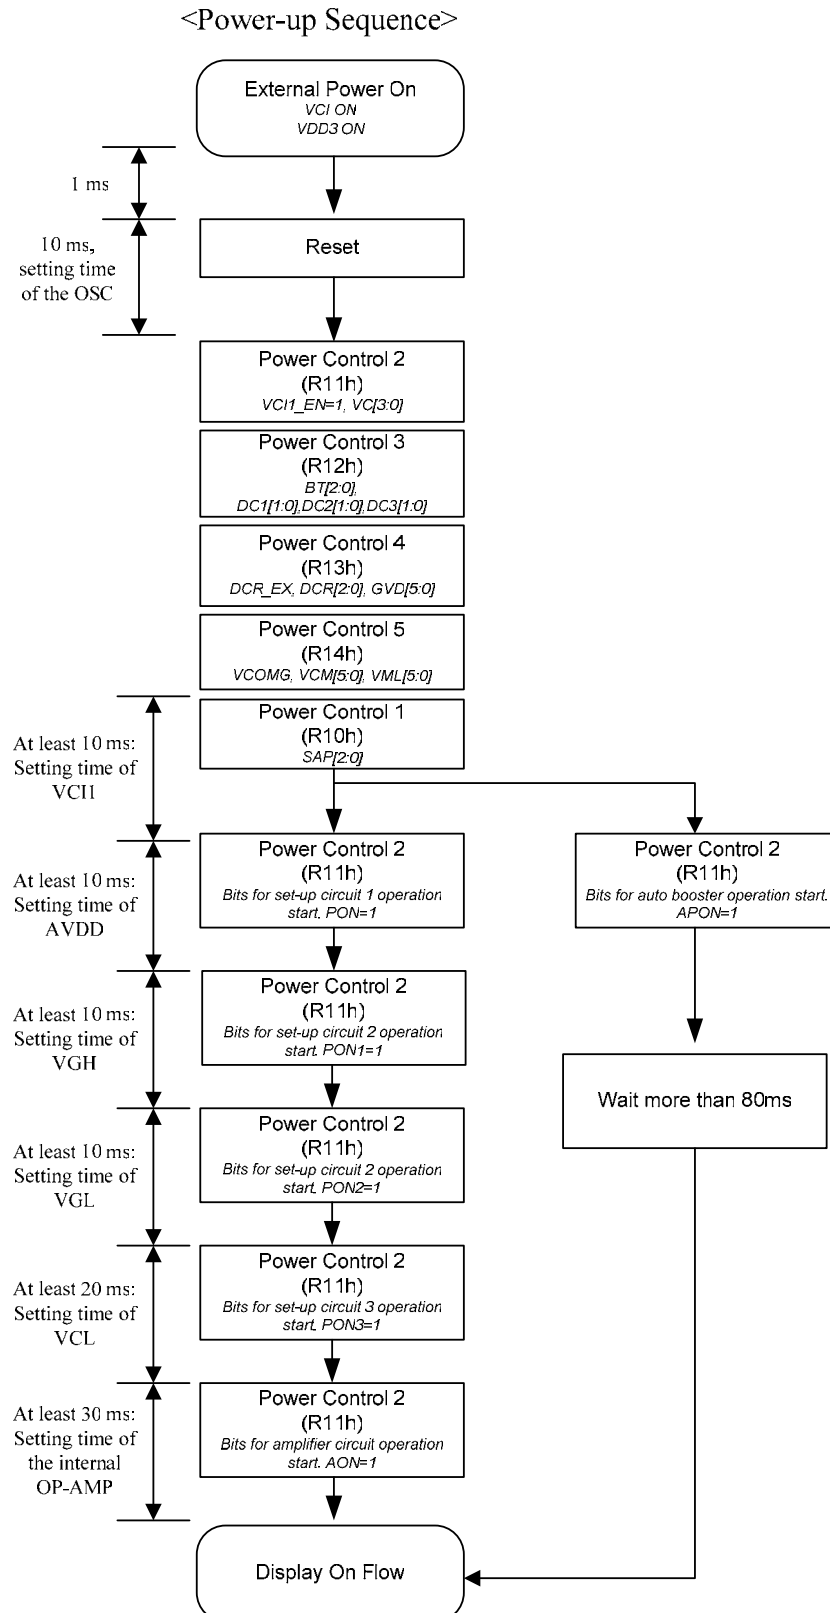 <Power-up Sequence>
External Power On
VCI ON
VDD3 ON
1 ms
Reset
10 ms,
setting time
of the OSC
Power Control 2
(R11h)
VCI1_EN=1, VC[3:0]
Power Control 3
(R12h)
BT[2:0],
DC1[1:0],DC2[1:0],DC3[1:0]
Power Control 4
(R13h)
DCR_EX, DCR[2:0], GVD[5:0]
Power Control 5
(R14h)
VCOMG, VCM[5:0], VML[5:0]
Power Control 1
(R10h)
SAP[2:0]
At least 10 ms:
Setting time of
VCI1
Power Control 2
(R11h)
Bits for set-up circuit 1 operation
start. PON=1
Power Control 2
(R11h)
Bits for auto booster operation start.
APON=1
At least 10 ms:
Setting time of
AVDD
Power Control 2
(R11h)
Bits for set-up circuit 2 operation
start. PON1=1
At least 10 ms:
Setting time of
VGH
Wait more than 80ms
Power Control 2
(R11h)
Bits for set-up circuit 2 operation
start. PON2=1
At least 10 ms:
Setting time of
VGL
Power Control 2
(R11h)
Bits for set-up circuit 3 operation
start. PON3=1
At least 20 ms:
Setting time of
VCL
Power Control 2
(R11h)
Bits for amplifier circuit operation
start. AON=1
At least 30 ms:
Setting time of
the internal
OP-AMP
Display On Flow